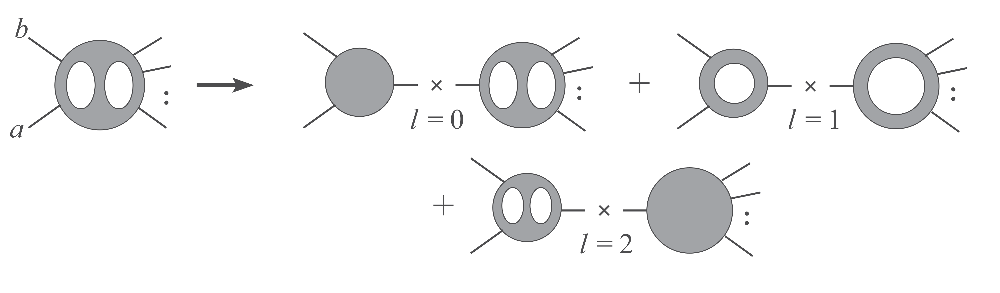 b
a
×
l = 0
+
×
l = 1
+
×
l = 2